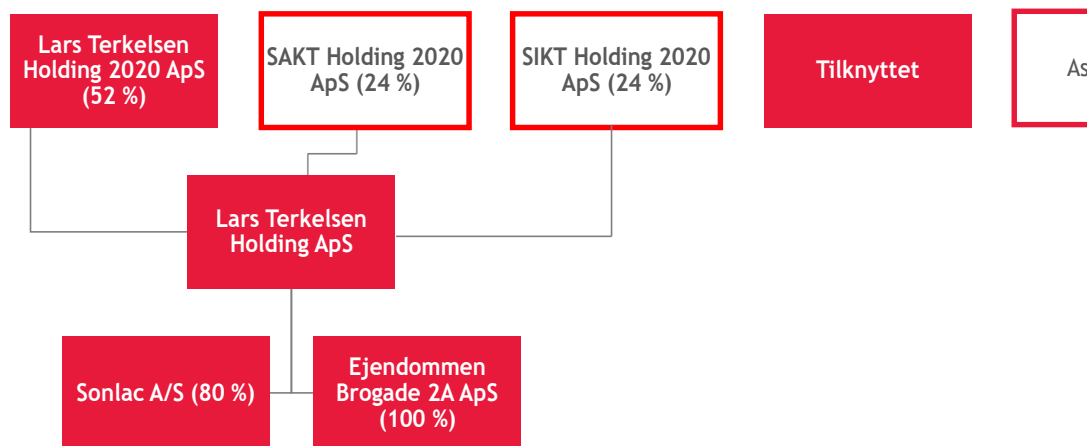 Lars Terkelsen
Holding 2020 ApS
(52 %)
SAKT Holding 2020
ApS (24 %)
SIKT Holding 2020
ApS (24 %)
Tilknyttet
Lars Terkelsen
Holding ApS
Sonlac A/S (80 %)
Ejendommen
Brogade 2A ApS
(100 %)